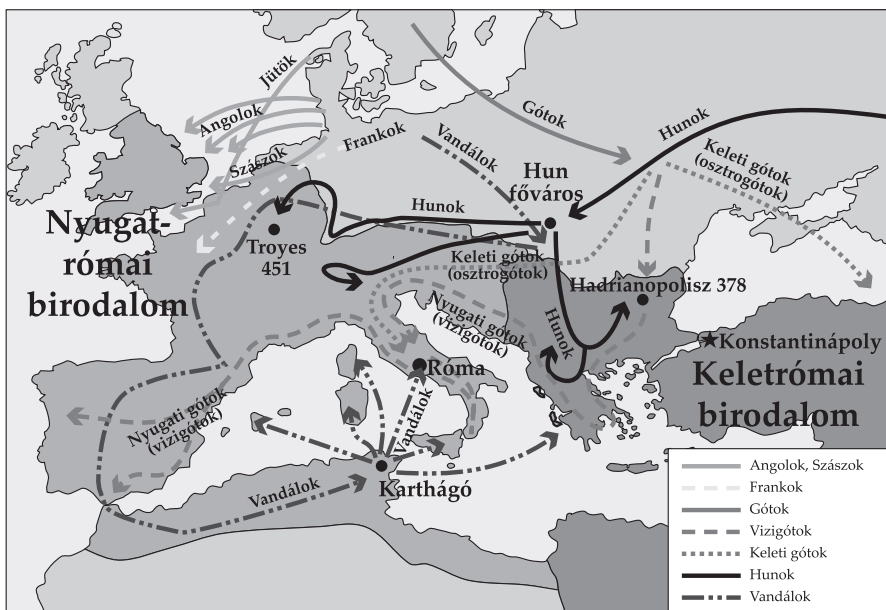 Jütök
Angolok
Szászok
Frankok
Vandálok
Gótok
Hunok
Keleti gótok
(osztrogótok)
Hun
főváros
Hunok
Nyugat-
római
birodalom
Troyes
451
Keleti gótok
(osztrogótok)
Hadrianopolisz 378
Nyugati gótok
(vizigótok)
Hunok
Konstantinápoly
Keletrómai
birodalom
Róma
Nyugati gótok
(vizigótok)
Vandálok
Karthágó
Vandálok
Angolok, Szászok
Frankok
Gótok
Vizigótok
Keleti gótok
Hunok
Vandálok